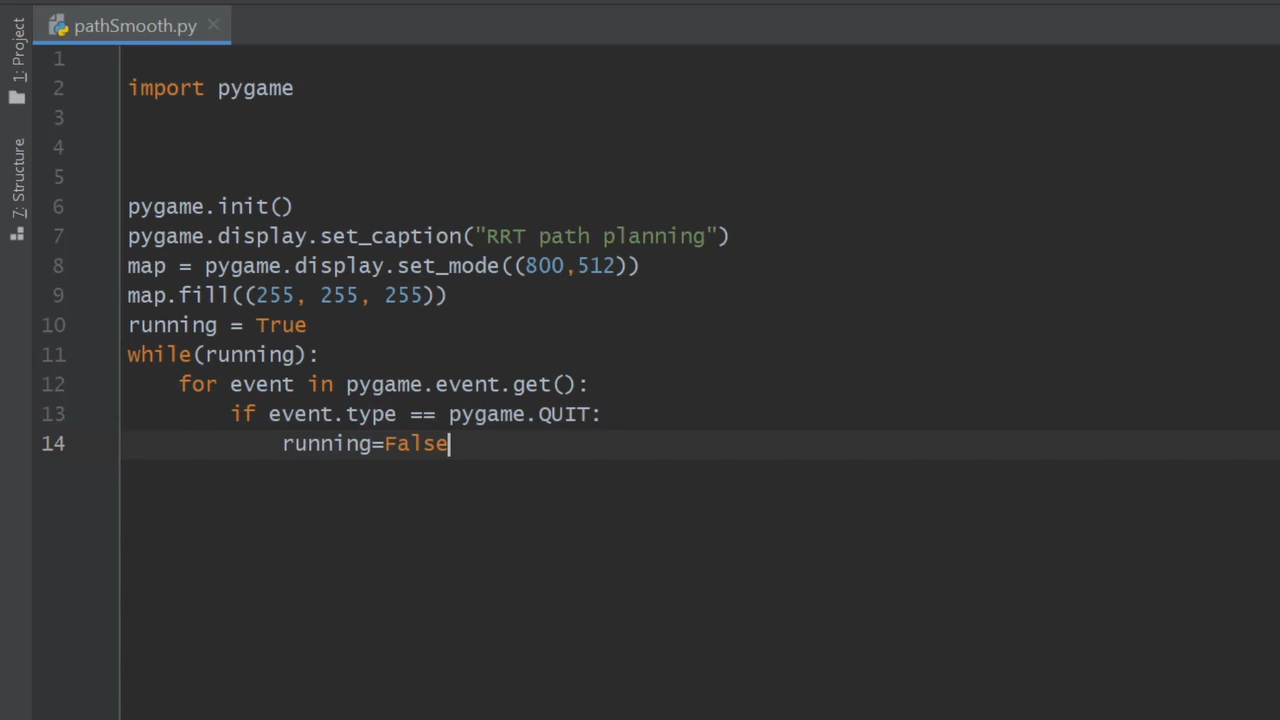 pathSmooth.py
1: Project
7: Structure
1
2 import pygame
3
4
5
6 pygame.init()
7 pygame.display.set_caption("RRT path planning")
8 map = pygame.display.set_mode((800,512))
9 map.fill((255, 255, 255))
10 running = True
11 while(running):
12     for event in pygame.event.get():
13         if event.type == pygame.QUIT:
14             running=False